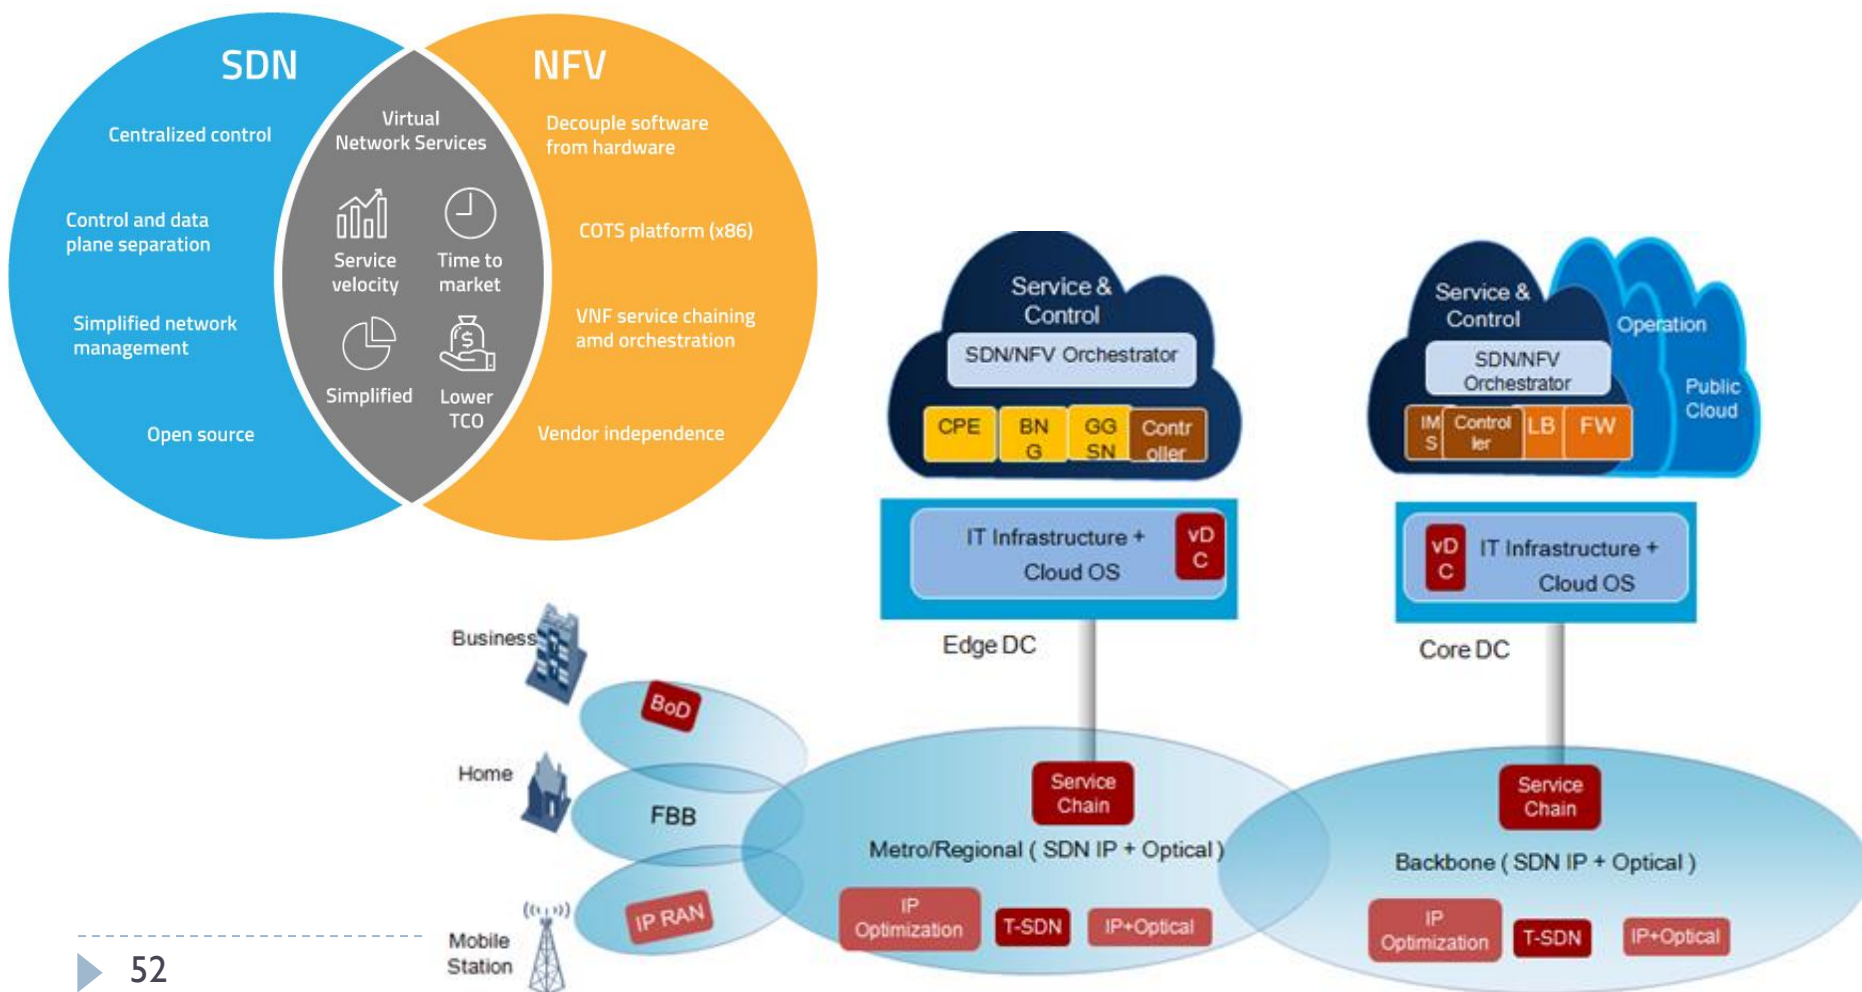 SDN
Centralized control
Control and data
plane separation
Simplified network
management
Open source
Virtual
Network Services
Service
velocity
Time to
market
Simplified
Lower
TCO
$
NFV
Decouple software
from hardware
COTS platform (x86)
VNF service chaining
amd orchestration
Vendor independence
Service &
Control
SDN/NFV Orchestrator
CPE
BN
G
GG
SN
Contr
oller
IT Infrastructure +
Cloud OS
vD
C
Edge DC
Service &
Control
SDN/NFV
Orchestrator
IM
S
Control
ler
LB
FW
Operation
Public
Cloud
vD
C
IT Infrastructure +
Cloud OS
Core DC
Business
BoD
Home
FBB
Mobile
Station
IP RAN
Service
Chain
Metro/Regional ( SDN IP + Optical )
IP
Optimization
T-SDN
IP+Optical
Service
Chain
Backbone ( SDN IP + Optical )
IP
Optimization
T-SDN
IP+Optical
52